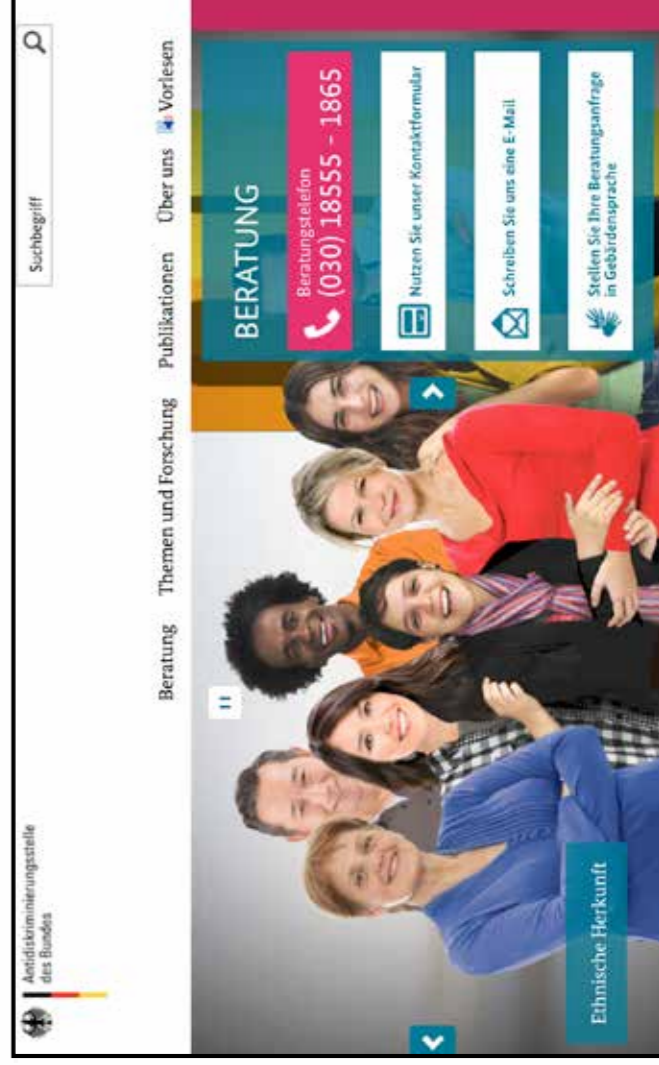 Antidiskriminierungsstelle
des Bundes
Suchbegriff
Beratung Themen und Forschung Publikationen Über uns Vorlesen
BERATUNG
Beratungstelefon
(030) 18555 - 1865
Nutzen Sie unser Kontaktformular
Schreiben Sie uns eine E-Mail
Stellen Sie Ihre Beratungsanfrage
in Gebärdensprache
Ethnische Herkunft